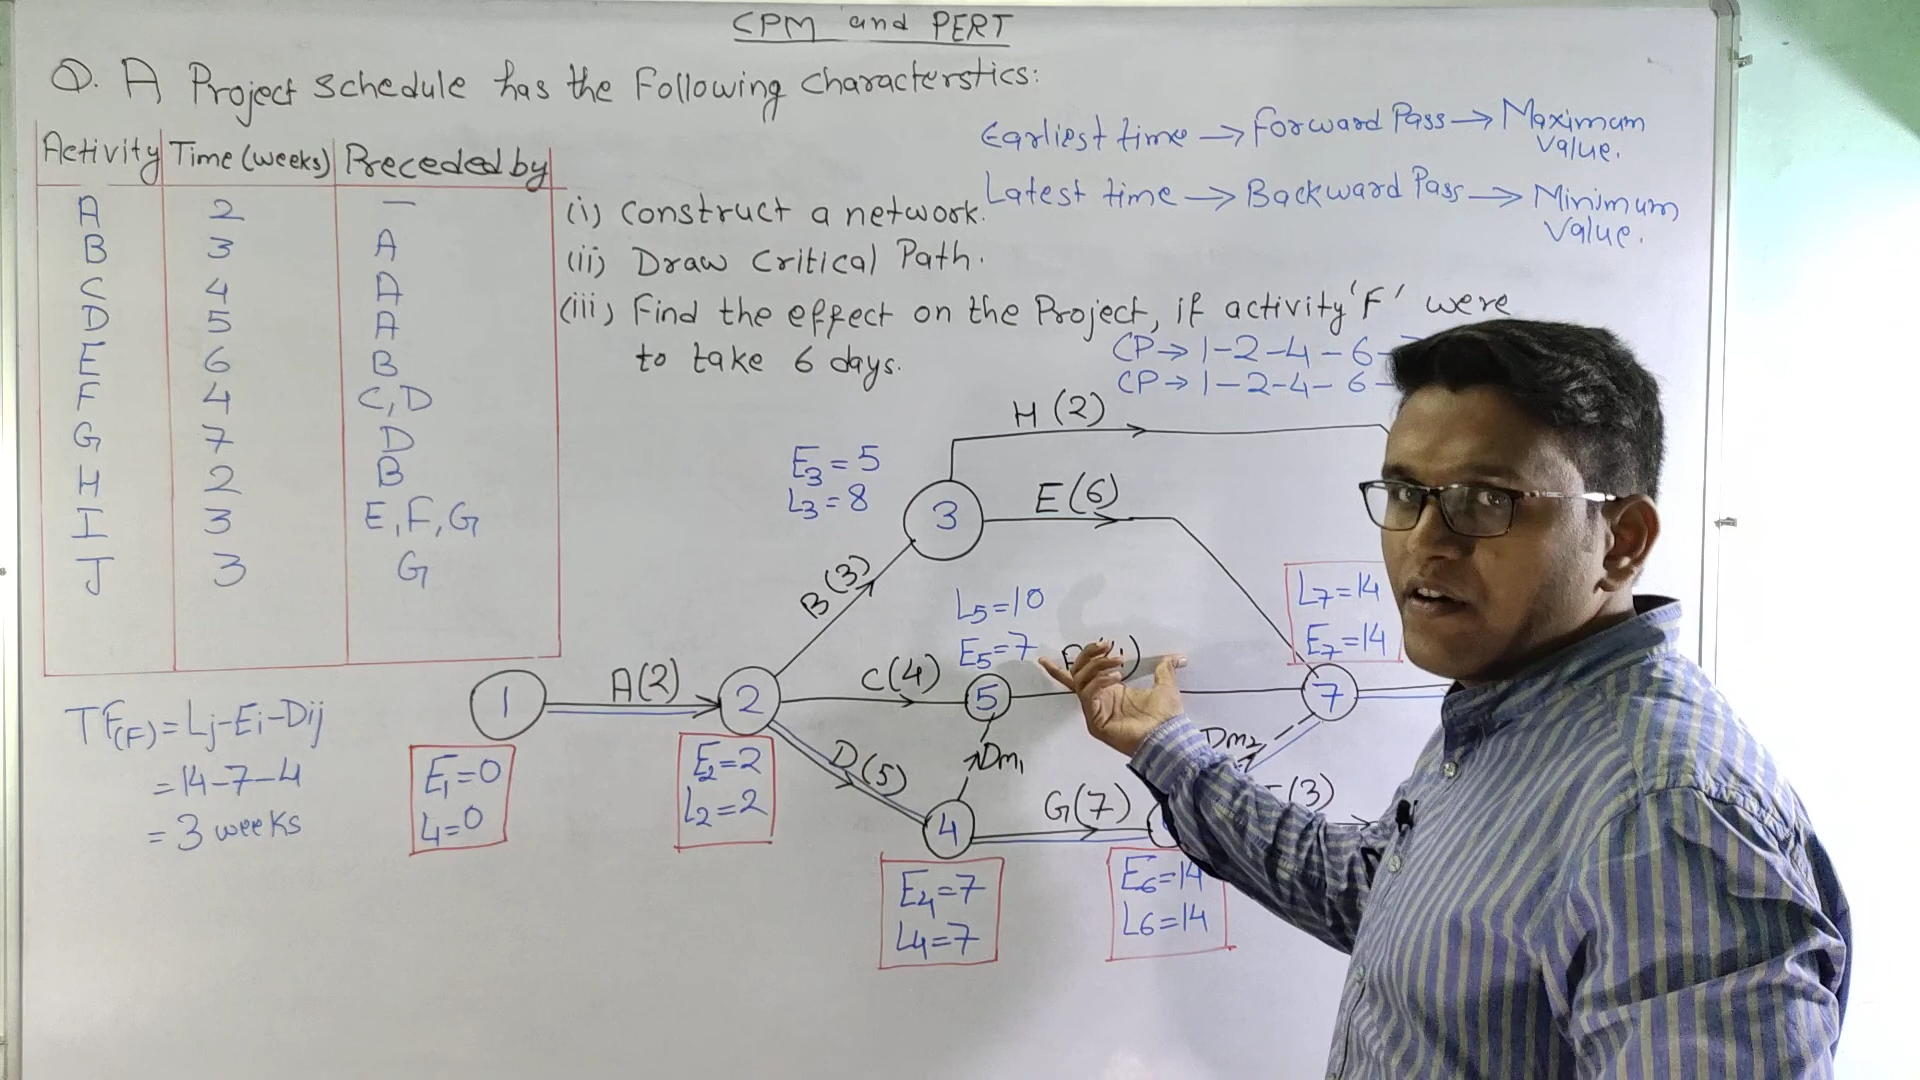 CPM and PERT
Q. A Project schedule has the Following characterstics:
Activity Time (weeks) Preceded by
A 2 —
B 3 A
C 4 A
D 5 A
E 6 B
F 4 C,D
G 7 D
H 2 B
I 3 E, F, G
J 3 G
Earliest time → Forward Pass → Maximum
Value.
Latest time → Backward Pass → Minimum
Value.
(i) Construct a network.
(ii) Draw Critical Path.
(iii) Find the effect on the Project, if activity 'F' were
to take 6 days.
CP → 1-2-4-6-
CP → 1-2-4-6-
H (2)
E3 = 5
L3 = 8
3
E (6)
B (3)
L5=10
E5=7
L7=14
E7=14
1
A(2)
2
C(4)
5
7
D(5)
Dm1
Dm2
4
G(7)
(3)
E1=0
L1=0
E2=2
L2=2
E4=7
L4=7
E6=14
L6=14
TF(F) = Lj-Ei-Dij
= 14-7-4
= 3 weeks